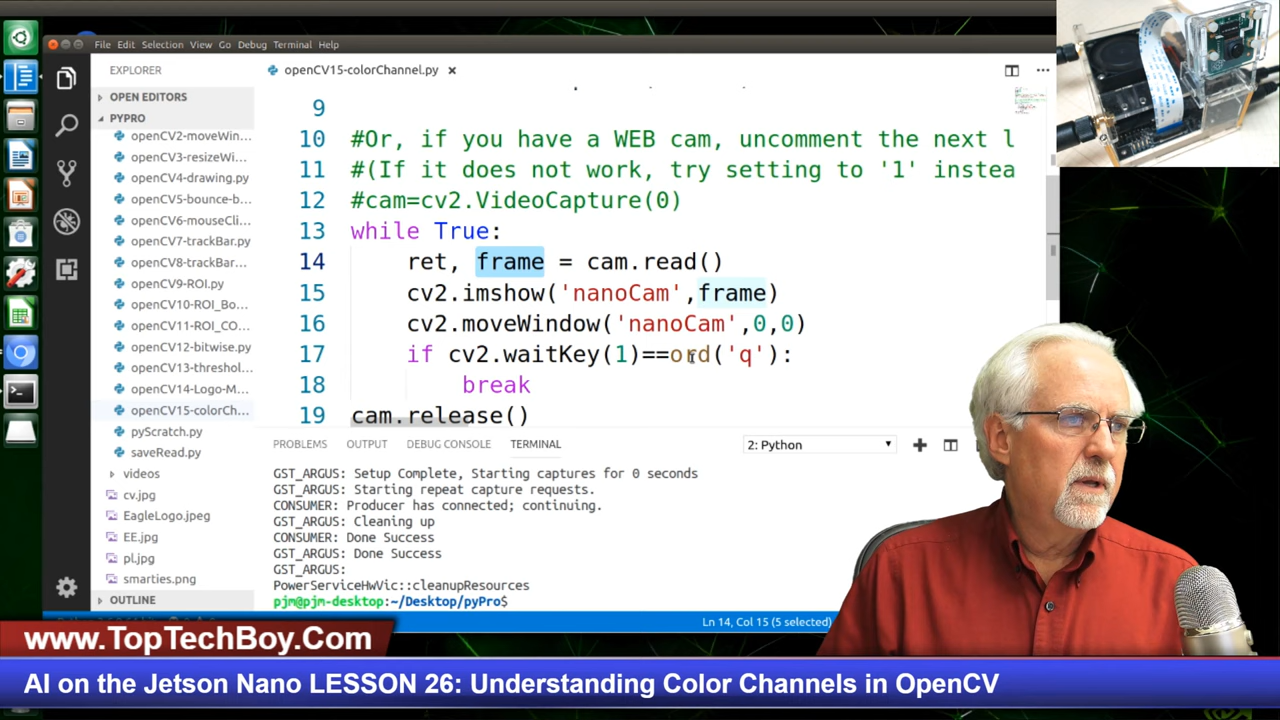 File Edit Selection View Go Debug Terminal Help
EXPLORER
openCV15-colorChannel.py
OPEN EDITORS
PYPRO
openCV2-moveWin...
openCV3-resizeWi...
openCV4-drawing.py
openCV5-bounce-b...
openCV6-mouseCli...
openCV7-trackBar.py
openCV8-trackBar...
openCV9-ROI.py
openCV10-ROI_Bo...
openCV11-ROI_CO...
openCV12-bitwise.py
openCV13-threshol...
openCV14-Logo-M...
openCV15-colorCh...
pyScratch.py
saveRead.py
videos
cv.jpg
EagleLogo.jpeg
EE.jpg
pl.jpg
smarties.png
OUTLINE
9
10 #Or, if you have a WEB cam, uncomment the next l
11 #(If it does not work, try setting to '1' instea
12 #cam=cv2.VideoCapture(0)
13 while True:
14 ret, frame = cam.read()
15 cv2.imshow('nanoCam',frame)
16 cv2.moveWindow('nanoCam',0,0)
17 if cv2.waitKey(1)==ord('q'):
18 break
19 cam.release()
PROBLEMS OUTPUT DEBUG CONSOLE TERMINAL 2: Python
GST_ARGUS: Setup Complete, Starting captures for 0 seconds
GST_ARGUS: Starting repeat capture requests.
CONSUMER: Producer has connected; continuing.
GST_ARGUS: Cleaning up
CONSUMER: Done Success
GST_ARGUS: Done Success
GST_ARGUS:
PowerServiceHwVic::cleanupResources
pjm@pjm-desktop:~/Desktop/pyPro$
Ln 14, Col 15 (5 selected)
www.TopTechBoy.Com
AI on the Jetson Nano LESSON 26: Understanding Color Channels in OpenCV